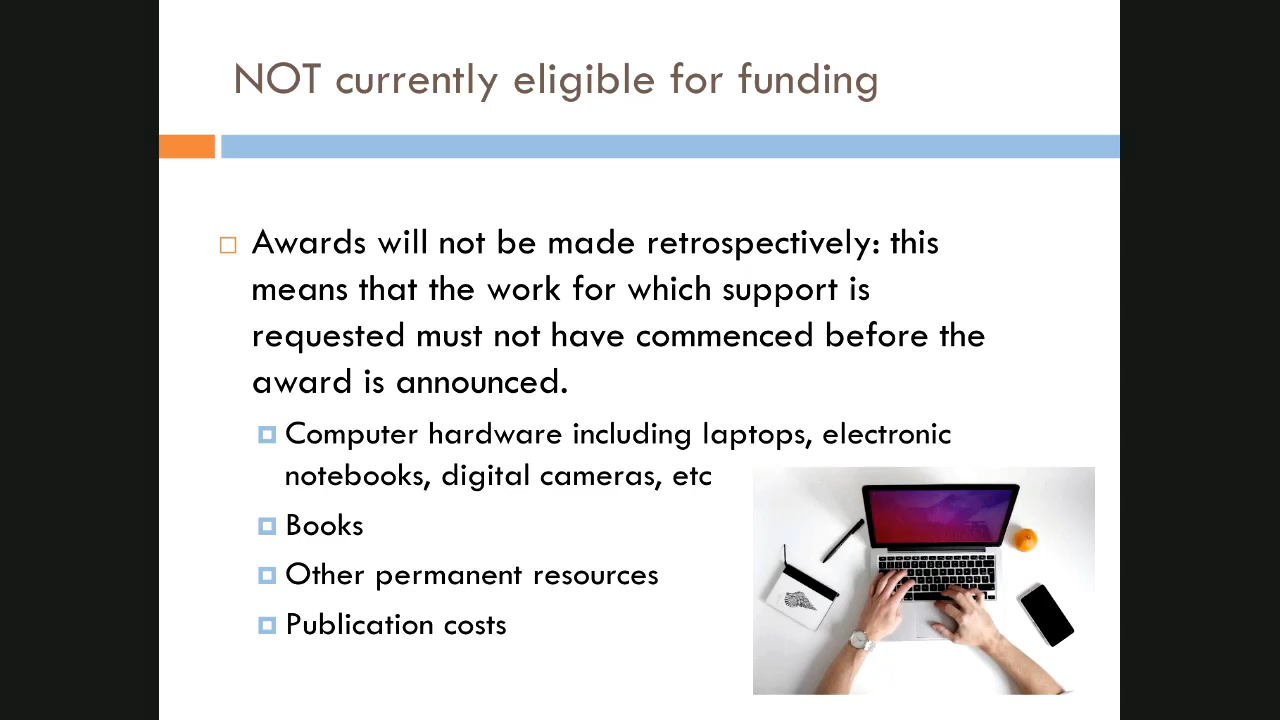 NOT currently eligible for funding
Awards will not be made retrospectively: this
means that the work for which support is
requested must not have commenced before the
award is announced.
Computer hardware including laptops, electronic
notebooks, digital cameras, etc
Books
Other permanent resources
Publication costs